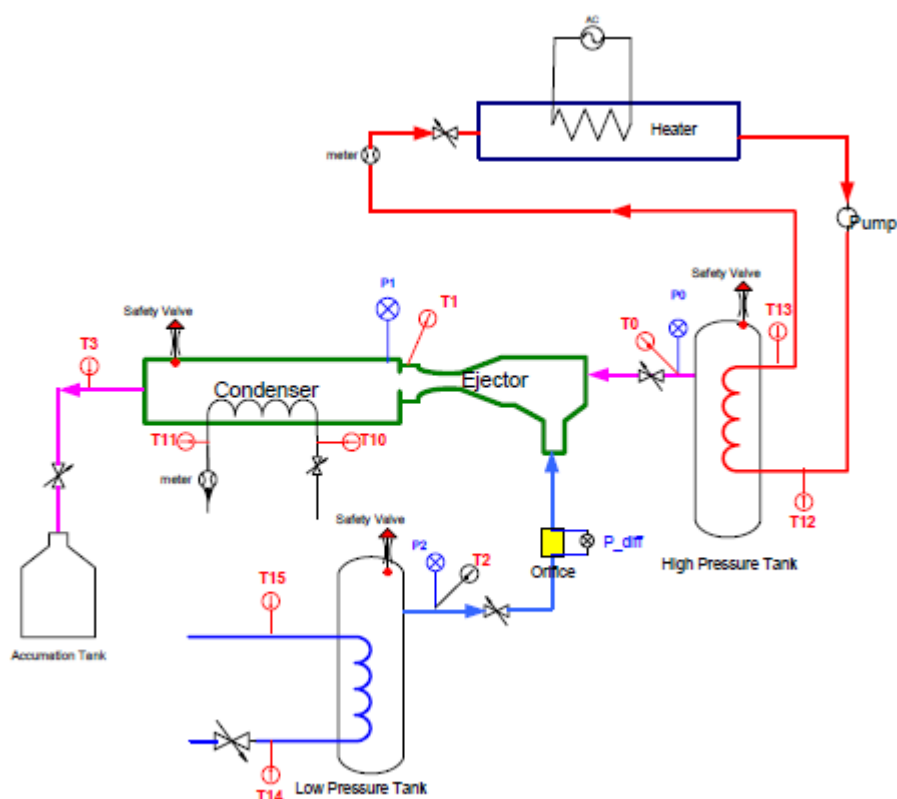 AC
Heater
meter
Pump
Safety Valve
P1
T1
Safety Valve
P0
T0
T13
T3
Condenser
Ejector
T11
T10
meter
T12
Safety Valve
P_diff
Orifice
High Pressure Tank
P2
T2
T15
Accumation Tank
T14
Low Pressure Tank